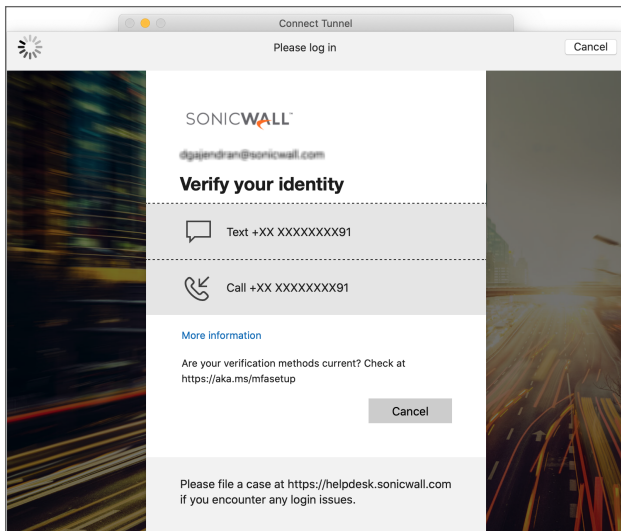 Connect Tunnel
Please log in
Cancel
SONICWALL™
Verify your identity
Text +XX XXXXXXXX91
Call +XX XXXXXXXX91
More information
Are your verification methods current? Check at
https://aka.ms/mfasetup
Cancel
Please file a case at https://helpdesk.sonicwall.com
if you encounter any login issues.